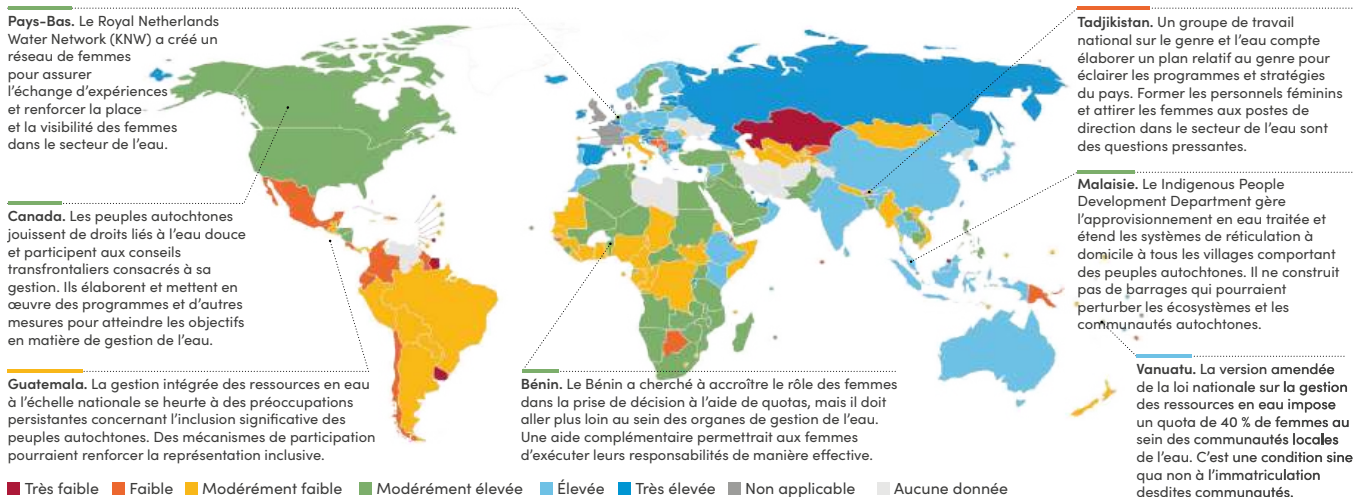 Pays-Bas. Le Royal Netherlands
Water Network (KNW) a créé un
réseau de femmes
pour assurer
l'échange d'expériences
et renforcer la place
et la visibilité des femmes
dans le secteur de l'eau.
Canada. Les peuples autochtones
jouissent de droits liés à l'eau douce
et participent aux conseils
transfrontaliers consacrés à sa
gestion. Ils élaborent et mettent en
œuvre des programmes et d'autres
mesures pour atteindre les objectifs
en matière de gestion de l'eau.
Guatemala. La gestion intégrée des ressources en eau
à l'échelle nationale se heurte à des préoccupations
persistantes concernant l'inclusion significative des
peuples autochtones. Des mécanismes de participation
pourraient renforcer la représentation inclusive.
Bénin. Le Bénin a cherché à accroître le rôle des femmes
dans la prise de décision à l'aide de quotas, mais il doit
aller plus loin au sein des organes de gestion de l'eau.
Une aide complémentaire permettrait aux femmes
d'exécuter leurs responsabilités de manière effective.
Tadjikistan. Un groupe de travail
national sur le genre et l'eau compte
élaborer un plan relatif au genre pour
éclairer les programmes et stratégies
du pays. Former les personnels féminins
et attirer les femmes aux postes de
direction dans le secteur de l'eau sont
des questions pressantes.
Malaisie. Le Indigenous People
Development Department gère
l'approvisionnement en eau traitée et
étend les systèmes de réticulation à
domicile à tous les villages comportant
des peuples autochtones. Il ne construit
pas de barrages qui pourraient
perturber les écosystèmes et les
communautés autochtones.
Vanuatu. La version amendée
de la loi nationale sur la gestion
des ressources en eau impose
un quota de 40 % de femmes au
sein des communautés locales
de l'eau. C'est une condition sine
qua non à l'immatriculation
desdites communautés.
Très faible Faible Modérément faible Modérément élevée Élevée Très élevée Non applicable Aucune donnée